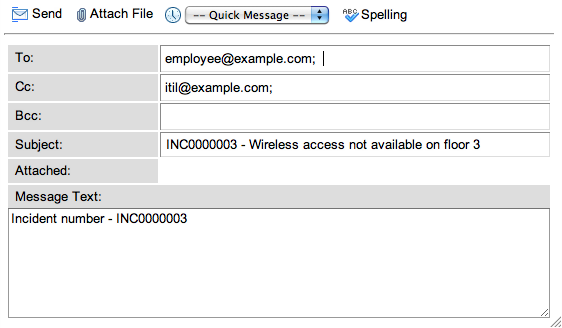 Send Attach File -- Quick Message -- ABC Spelling
To: employee@example.com;
Cc: itil@example.com;
Bcc:
Subject: INC0000003 - Wireless access not available on floor 3
Attached:
Message Text:
Incident number - INC0000003